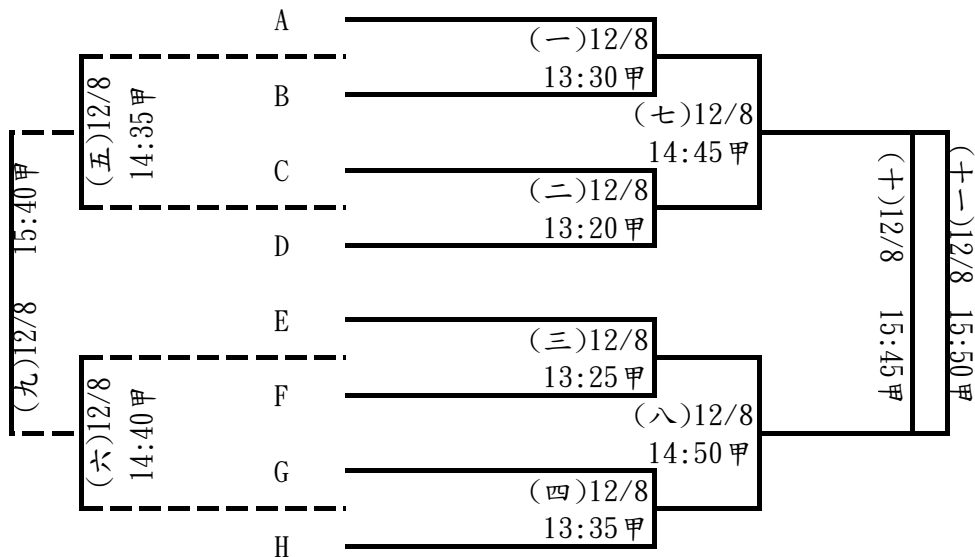 A
(一)12/8
13:30甲
B
(七)12/8
14:45甲
C
(二)12/8
13:20甲
D
E
(三)12/8
13:25甲
F
(八)12/8
14:50甲
G
(四)12/8
13:35甲
H
(五)12/8
14:35甲
(六)12/8
14:40甲
(九)12/8 15:40甲
(十)12/8 15:45甲
(十一)12/8 15:50甲